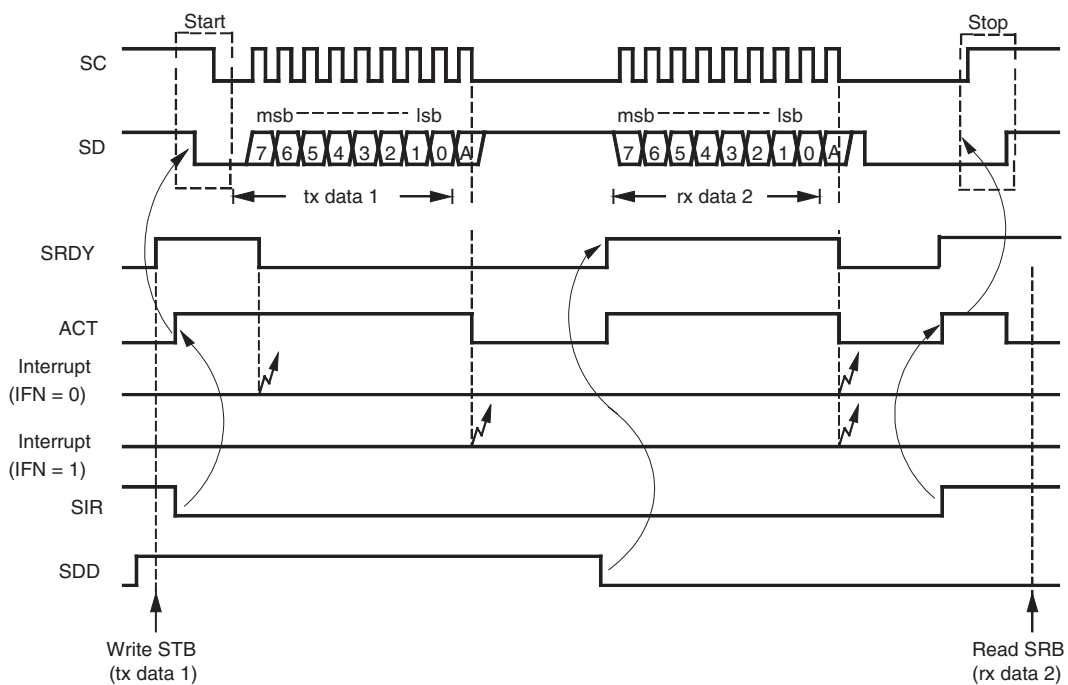 Start
Stop
SC
msb lsb
msb lsb
SD
7 6 5 4 3 2 1 0 A
7 6 5 4 3 2 1 0 A
tx data 1
rx data 2
SRDY
ACT
Interrupt
(IFN = 0)
Interrupt
(IFN = 1)
SIR
SDD
Write STB
(tx data 1)
Read SRB
(rx data 2)